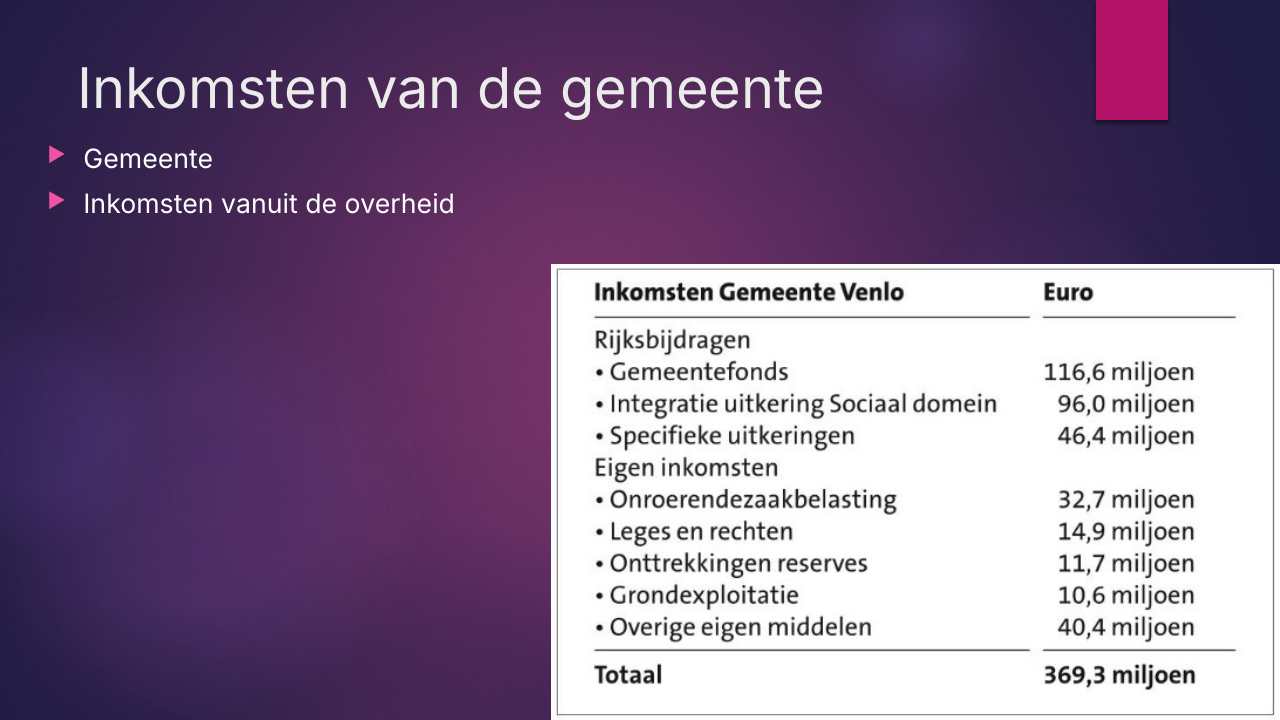 Inkomsten van de gemeente
Gemeente
Inkomsten vanuit de overheid
Inkomsten Gemeente Venlo Euro
Rijksbijdragen
• Gemeentefonds 116,6 miljoen
• Integratie uitkering Sociaal domein 96,0 miljoen
• Specifieke uitkeringen 46,4 miljoen
Eigen inkomsten
• Onroerendezaakbelasting 32,7 miljoen
• Leges en rechten 14,9 miljoen
• Onttrekkingen reserves 11,7 miljoen
• Grondexploitatie 10,6 miljoen
• Overige eigen middelen 40,4 miljoen
Totaal 369,3 miljoen